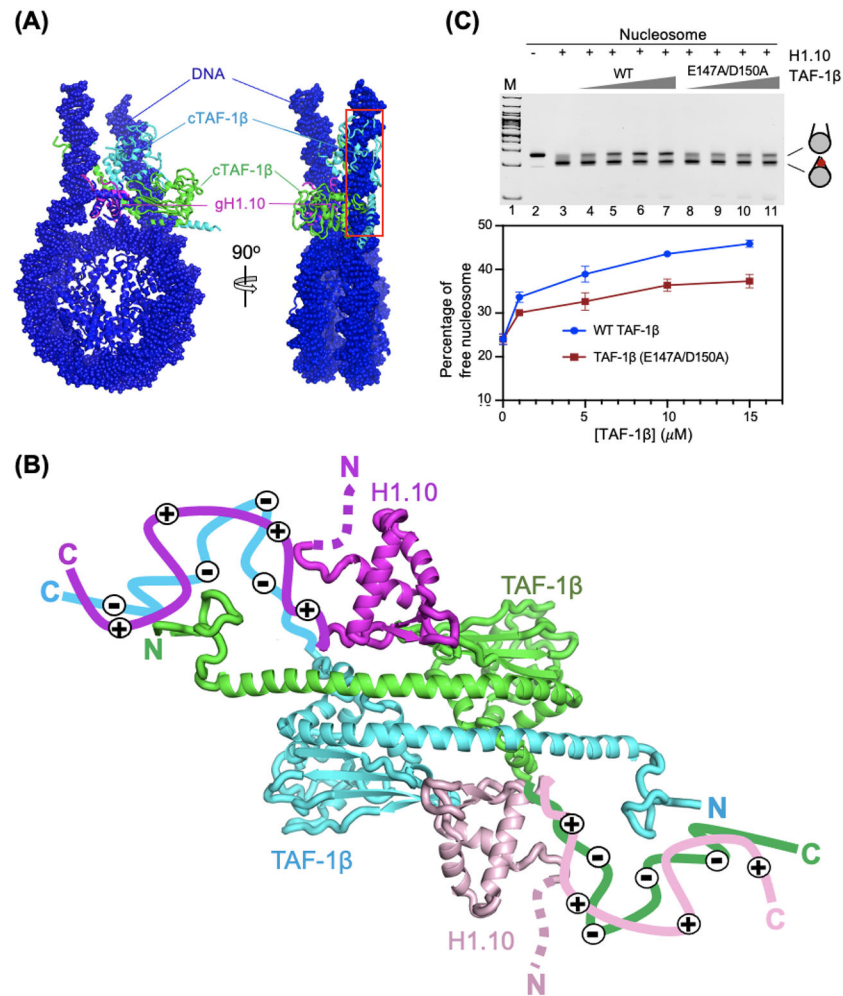 (A)
DNA
cTAF-1β
cTAF-1β
gH1.10
90º
(C)
Nucleosome
- + + + + + + + + + H1.10
WT E147A/D150A TAF-1β
M
1 2 3 4 5 6 7 8 9 10 11
50
40
30
20
10
0 5 10 15
Percentage of
free nucleosome
WT TAF-1β
TAF-1β (E147A/D150A)
[TAF-1β] (μM)
(B)
N
H1.10
C
C
N
TAF-1β
+
-
+
-
-
+
-
+
TAF-1β
N
H1.10
N
C
C
+
-
-
-
+
+
-
+